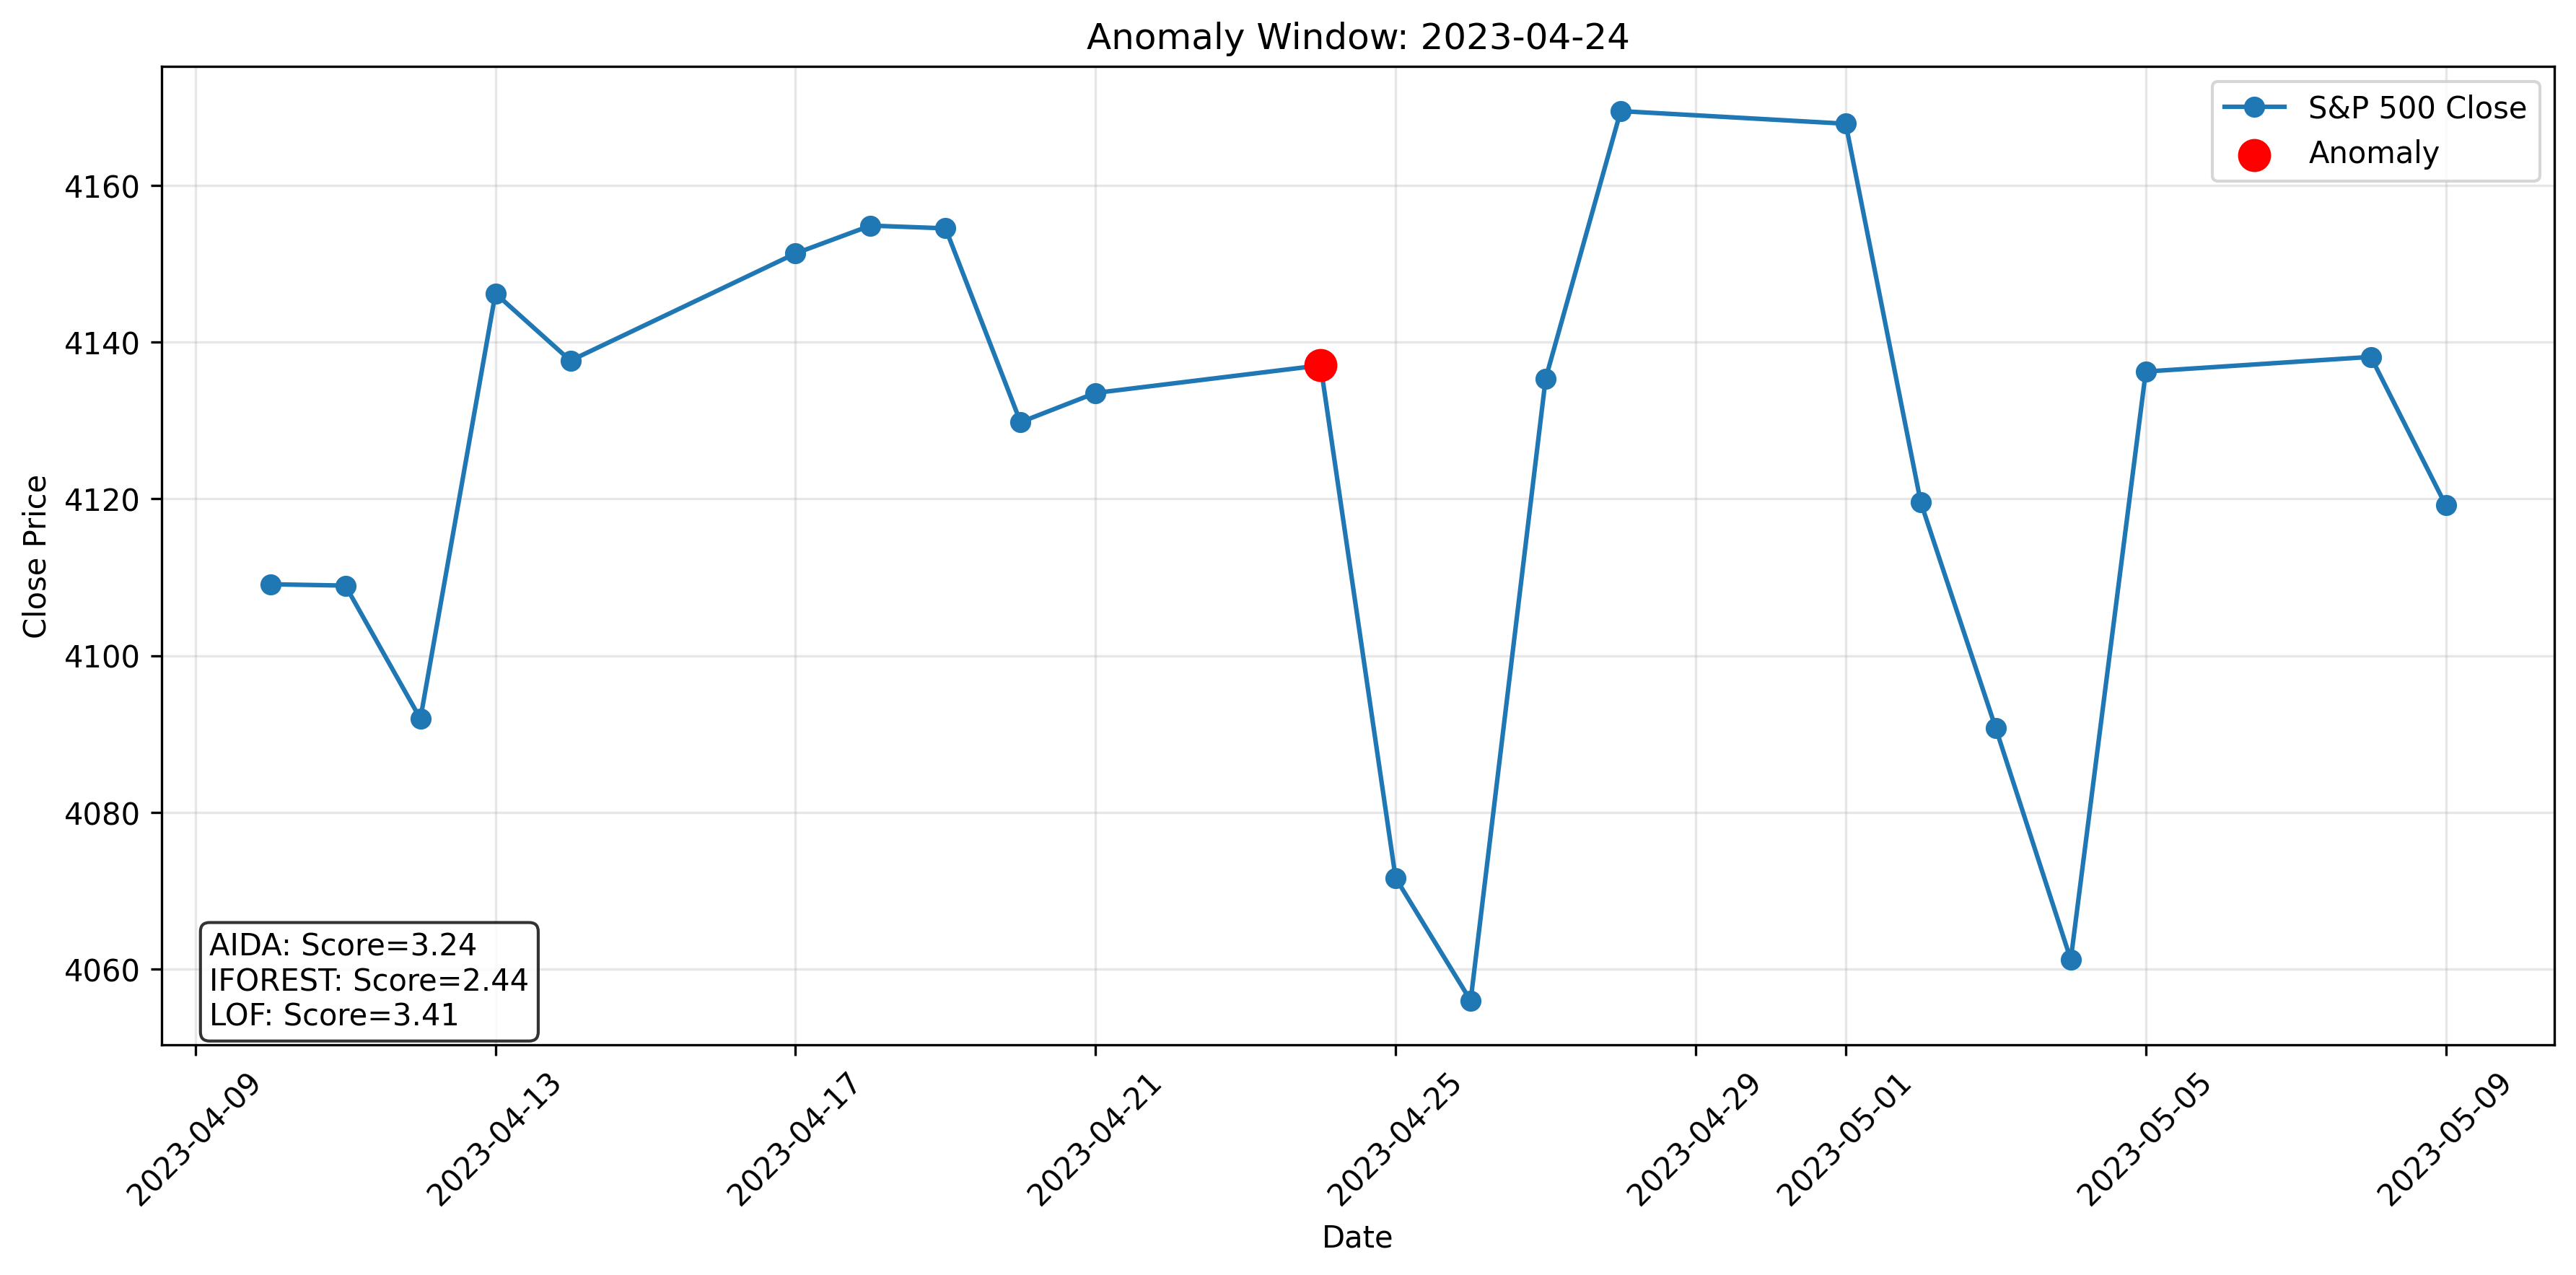 Anomaly Window: 2023-04-24
S&P 500 Close
Anomaly
Close Price
4160
4140
4120
4100
4080
4060
AIDA: Score=3.24
IFOREST: Score=2.44
LOF: Score=3.41
2023-04-09
2023-04-13
2023-04-17
2023-04-21
2023-04-25
2023-04-29
2023-05-01
2023-05-05
2023-05-09
Date